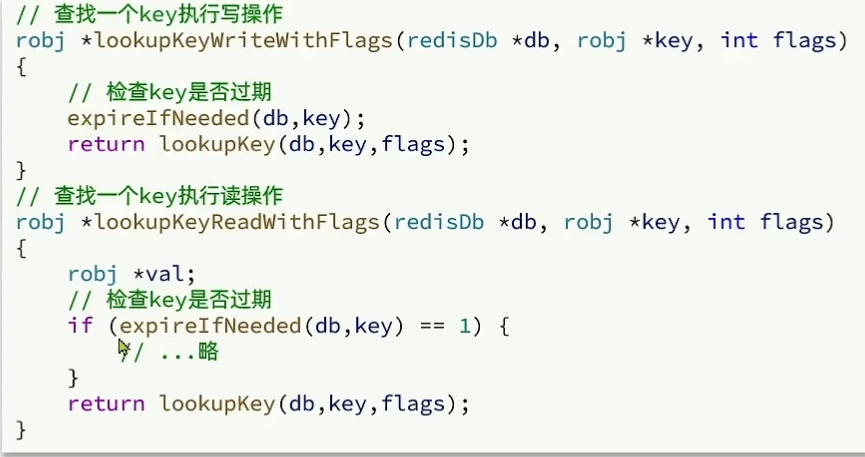 // 查找一个key执行写操作
robj *lookupKeyWriteWithFlags(redisDb *db, robj *key, int flags)
{
    // 检查key是否过期
    expireIfNeeded(db,key);
    return lookupKey(db,key,flags);
}
// 查找一个key执行读操作
robj *lookupKeyReadWithFlags(redisDb *db, robj *key, int flags)
{
    robj *val;
    // 检查key是否过期
    if (expireIfNeeded(db,key) == 1) {
        // ...略
    }
    return lookupKey(db,key,flags);
}